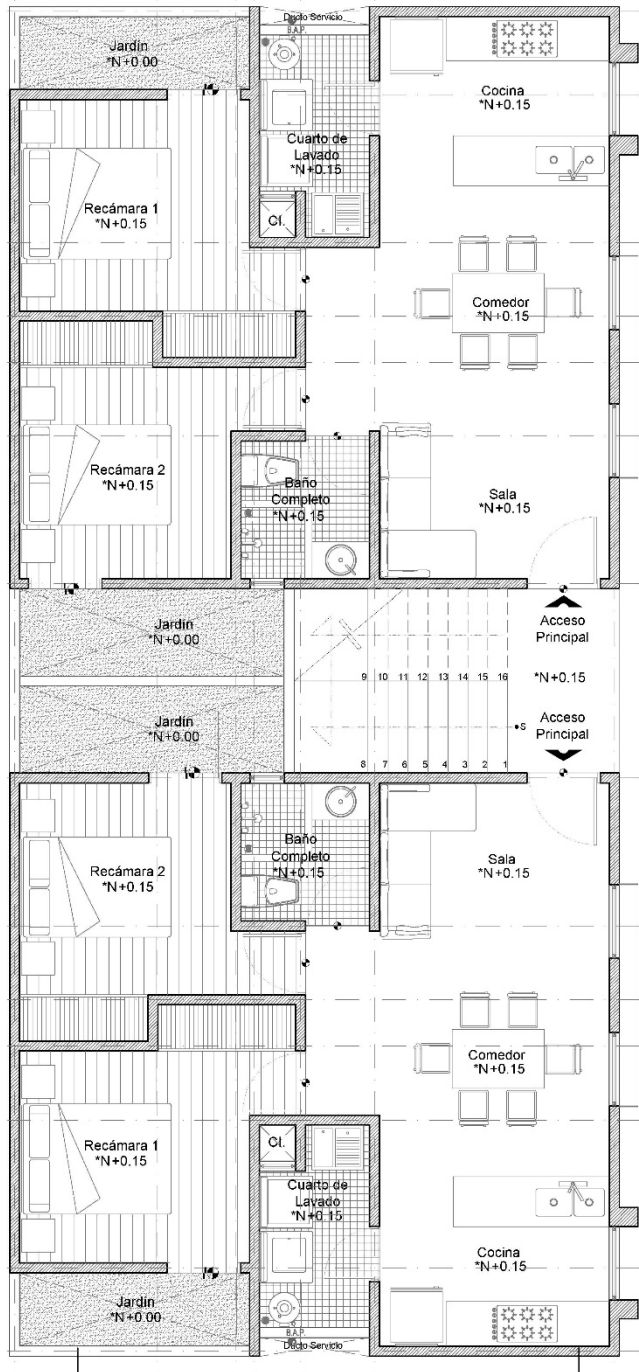 Ducto Servicio
B.A.P.
Jardín
*N+0.00
Cocina
*N+0.15
Cuarto de
Lavado
*N+0.15
Recámara 1
*N+0.15
Cl.
Comedor
*N+0.15
Recámara 2
*N+0.15
Baño
Completo
*N+0.15
Sala
*N+0.15
Jardín
*N+0.00
Acceso
Principal
9 10 11 12 13 14 15 16
*N+0.15
Jardín
*N+0.00
S
Acceso
Principal
8 7 6 5 4 3 2 1
Baño
Completo
*N+0.15
Sala
*N+0.15
Recámara 2
*N+0.15
Comedor
*N+0.15
Cl.
Recámara 1
*N+0.15
Cuarto de
Lavado
*N+0.15
Cocina
*N+0.15
Jardín
*N+0.00
B.A.P.
Ducto Servicio